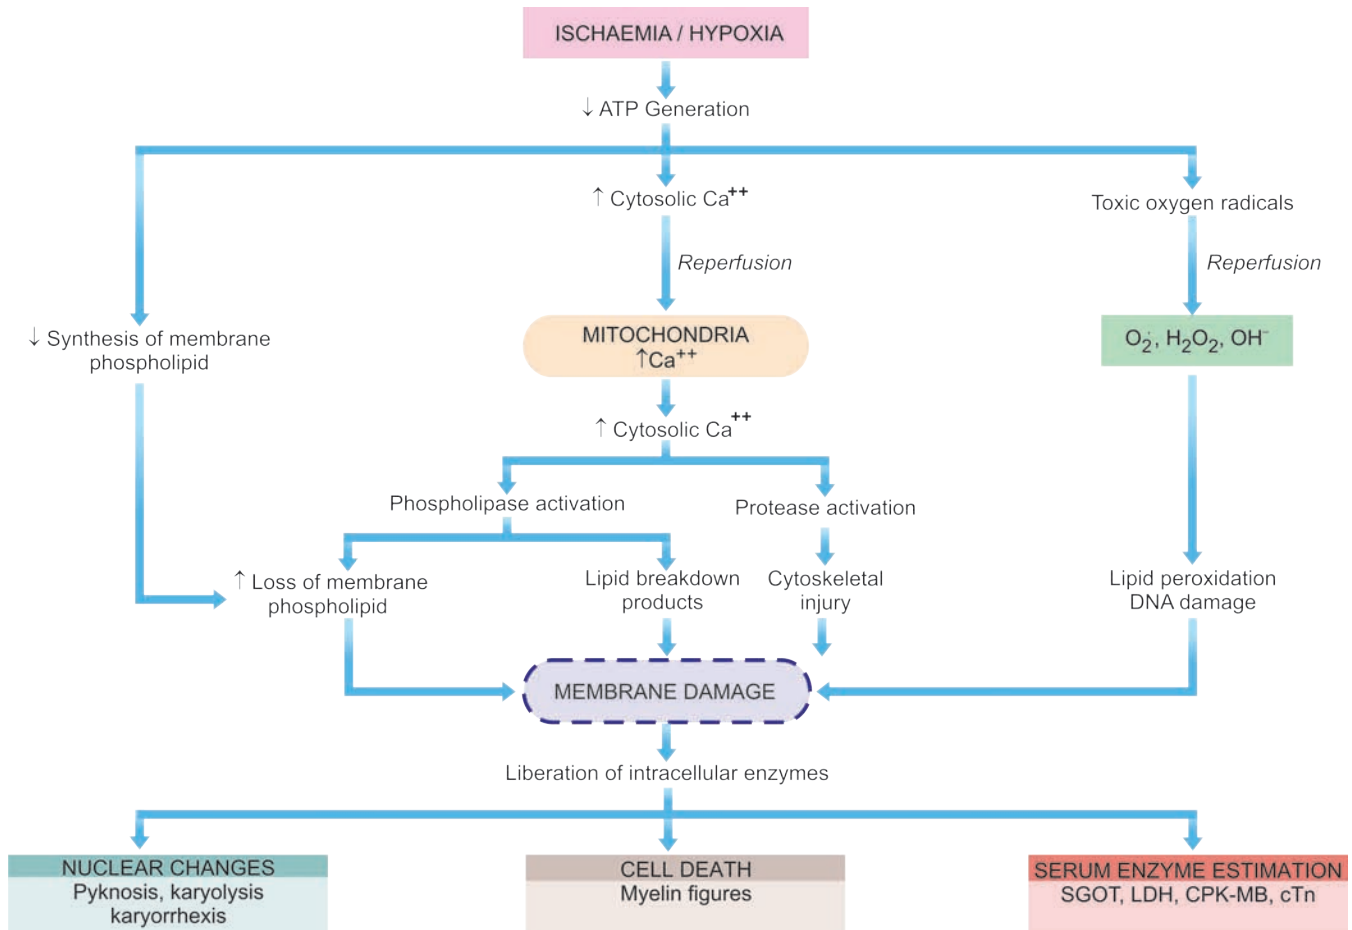 ISCHAEMIA / HYPOXIA
↓ ATP Generation
↑ Cytosolic Ca⁺⁺
Toxic oxygen radicals
Reperfusion
Reperfusion
↓ Synthesis of membrane
phospholipid
MITOCHONDRIA
↑Ca⁺⁺
O₂⁻̇, H₂O₂, OH⁻
↑ Cytosolic Ca⁺⁺
Phospholipase activation
Protease activation
↑ Loss of membrane
phospholipid
Lipid breakdown
products
Cytoskeletal
injury
Lipid peroxidation
DNA damage
MEMBRANE DAMAGE
Liberation of intracellular enzymes
NUCLEAR CHANGES
Pyknosis, karyolysis
karyorrhexis
CELL DEATH
Myelin figures
SERUM ENZYME ESTIMATION
SGOT, LDH, CPK-MB, cTn